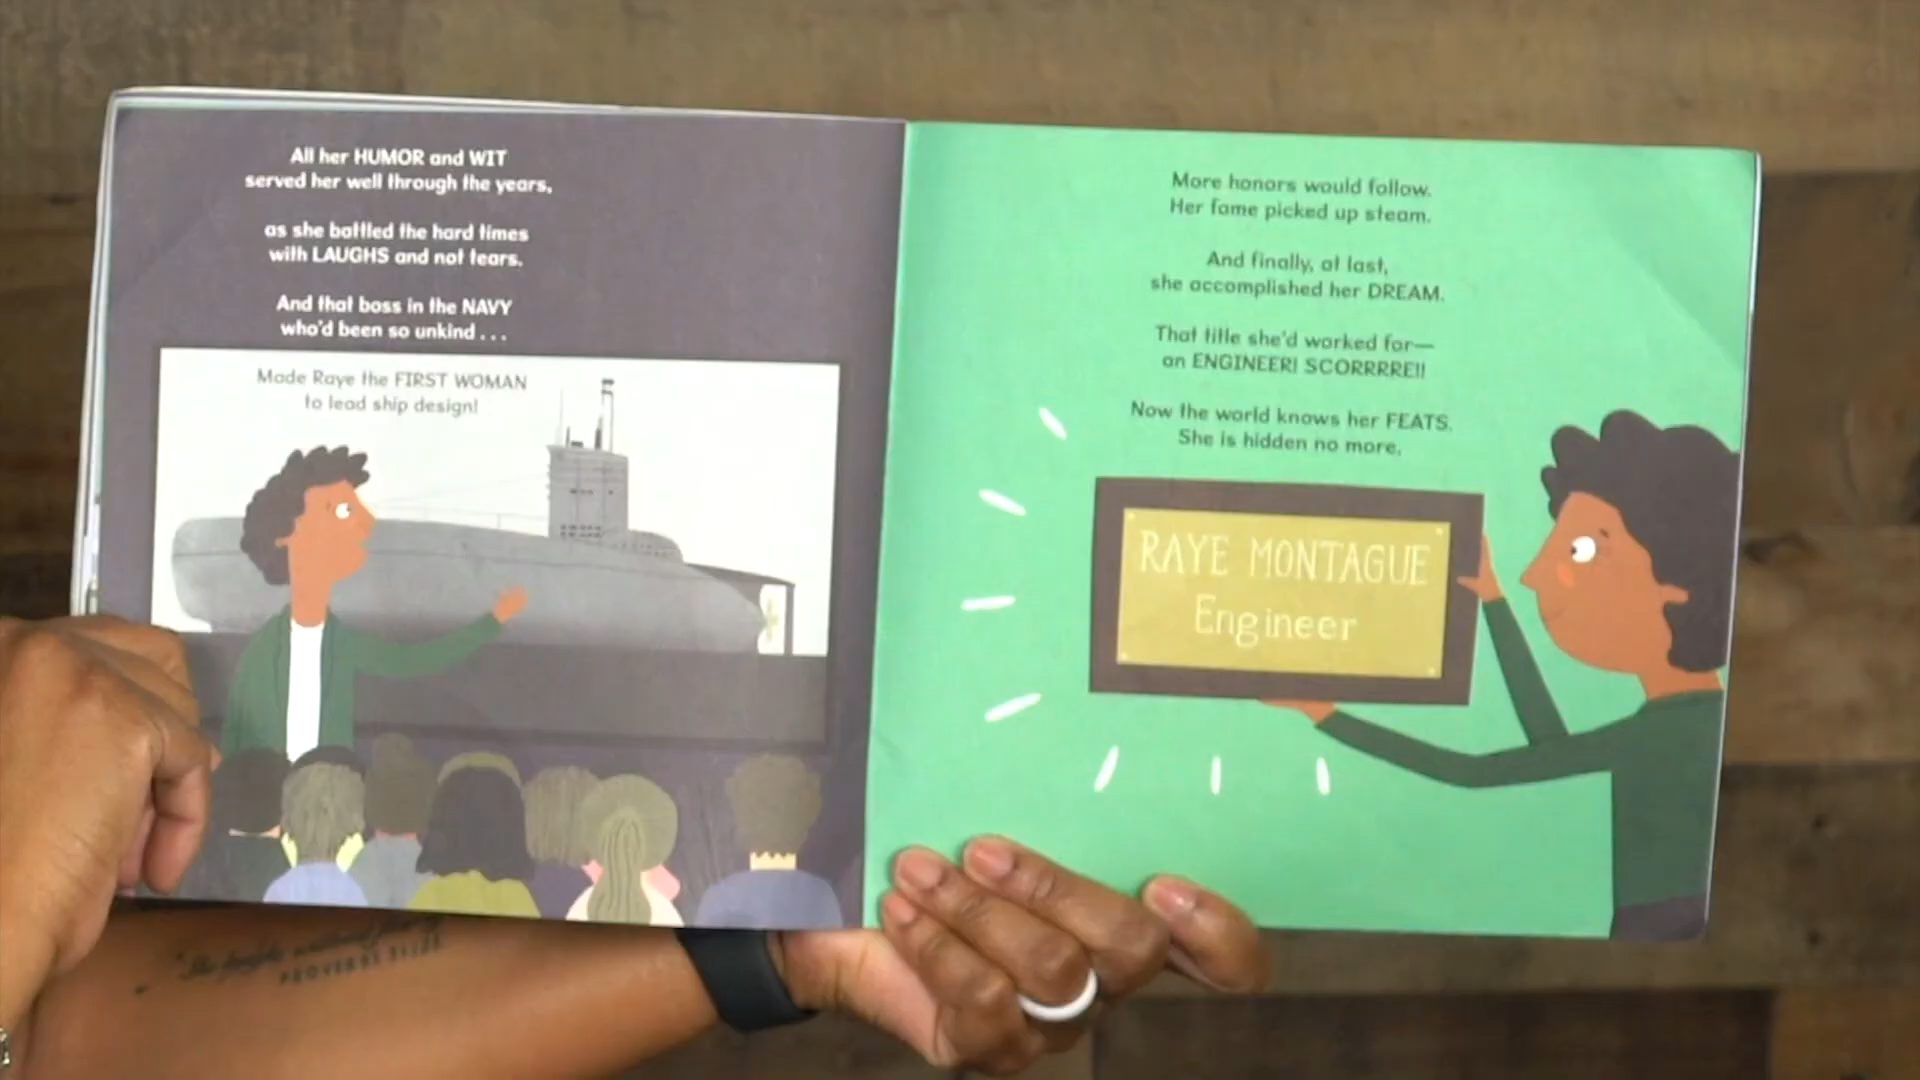 All her HUMOR and WIT
served her well through the years,
as she battled the hard times
with LAUGHS and not tears.
And that boss in the NAVY
who'd been so unkind . . .
Made Raye the FIRST WOMAN
to lead ship design!
More honors would follow.
Her fame picked up steam.
And finally, at last,
she accomplished her DREAM.
That title she'd worked for—
an ENGINEER! SCORRRRE!!
Now the world knows her FEATS.
She is hidden no more.
RAYE MONTAGUE
Engineer
PROVERBS